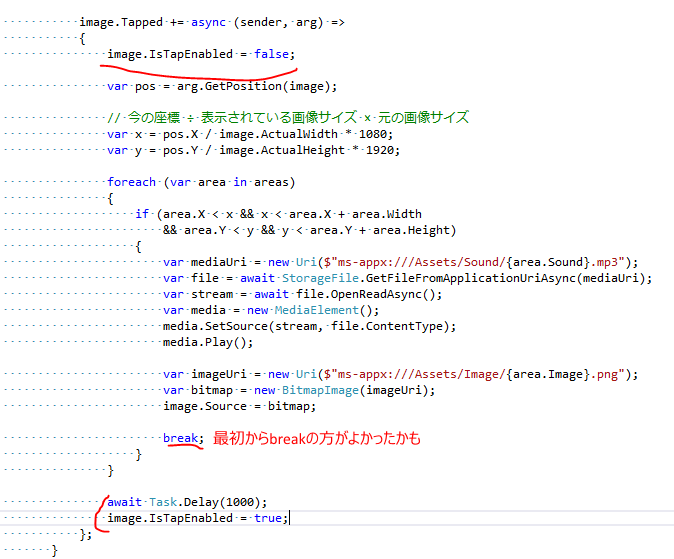 image.Tapped += async (sender, arg) =>
{
image.IsTapEnabled = false;
var pos = arg.GetPosition(image);
// 今の座標 ÷ 表示されている画像サイズ × 元の画像サイズ
var x = pos.X / image.ActualWidth * 1080;
var y = pos.Y / image.ActualHeight * 1920;
foreach (var area in areas)
{
if (area.X < x && x < area.X + area.Width
&& area.Y < y && y < area.Y + area.Height)
{
var mediaUri = new Uri($"ms-appx:///Assets/Sound/{area.Sound}.mp3");
var file = await StorageFile.GetFileFromApplicationUriAsync(mediaUri);
var stream = await file.OpenReadAsync();
var media = new MediaElement();
media.SetSource(stream, file.ContentType);
media.Play();
var imageUri = new Uri($"ms-appx:///Assets/Image/{area.Image}.png");
var bitmap = new BitmapImage(imageUri);
image.Source = bitmap;
break; 最初からbreakの方がよかったかも
}
}
await Task.Delay(1000);
image.IsTapEnabled = true;
};
}